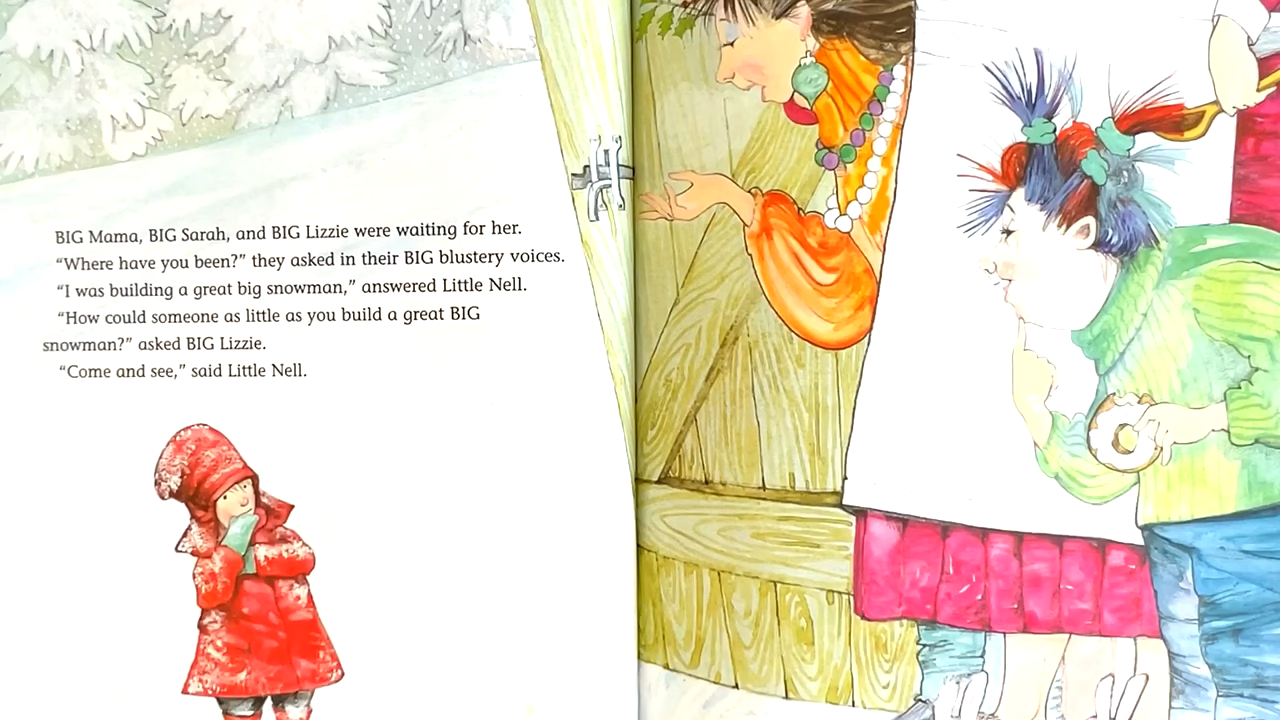 BIG Mama, BIG Sarah, and BIG Lizzie were waiting for her.
“Where have you been?” they asked in their BIG blustery voices.
“I was building a great big snowman,” answered Little Nell.
“How could someone as little as you build a great BIG
snowman?” asked BIG Lizzie.
“Come and see,” said Little Nell.